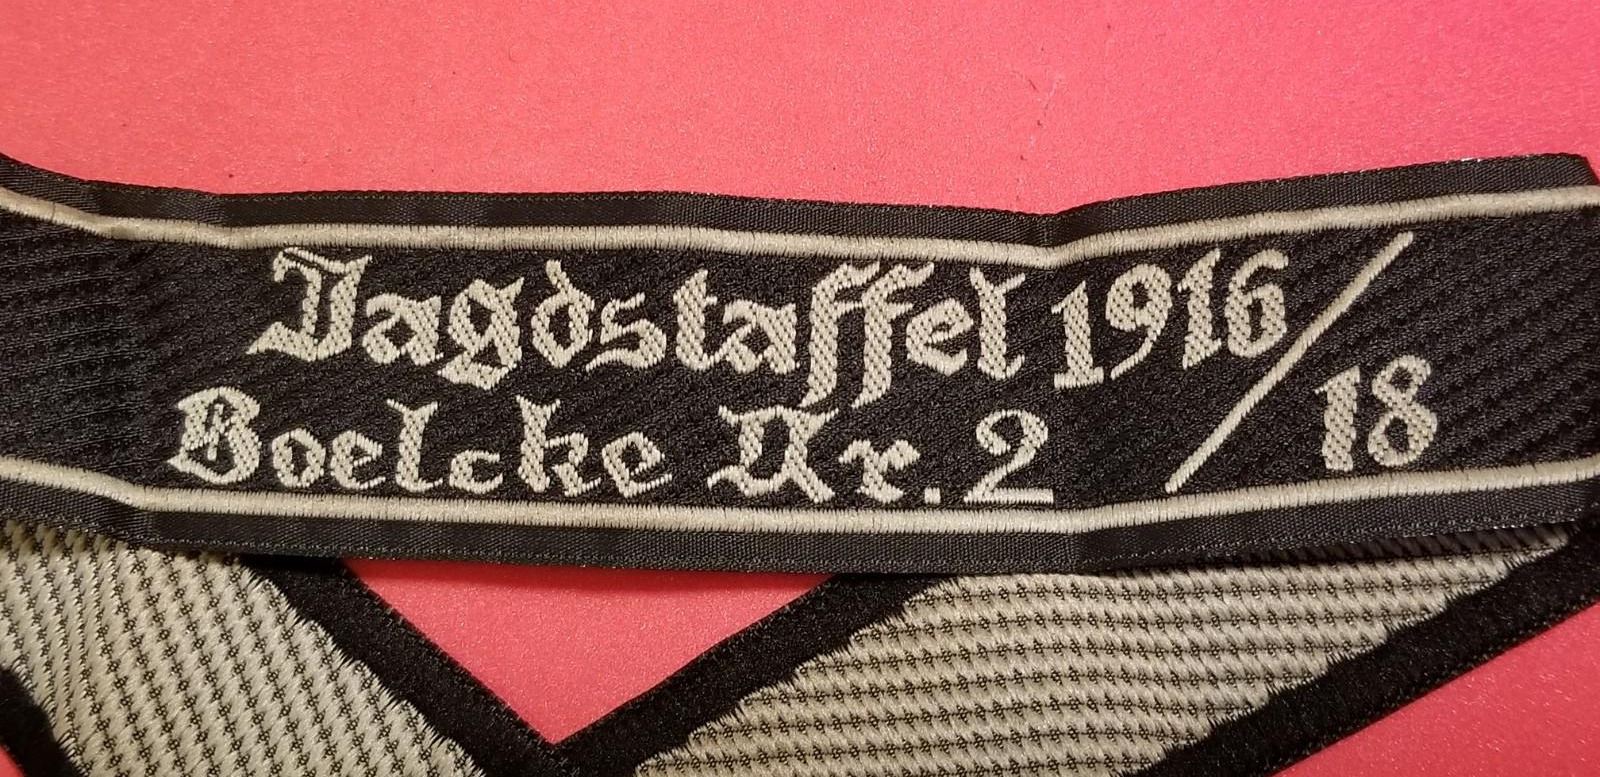 Jagdstaffel 1916/18
Boelcke Nr. 2